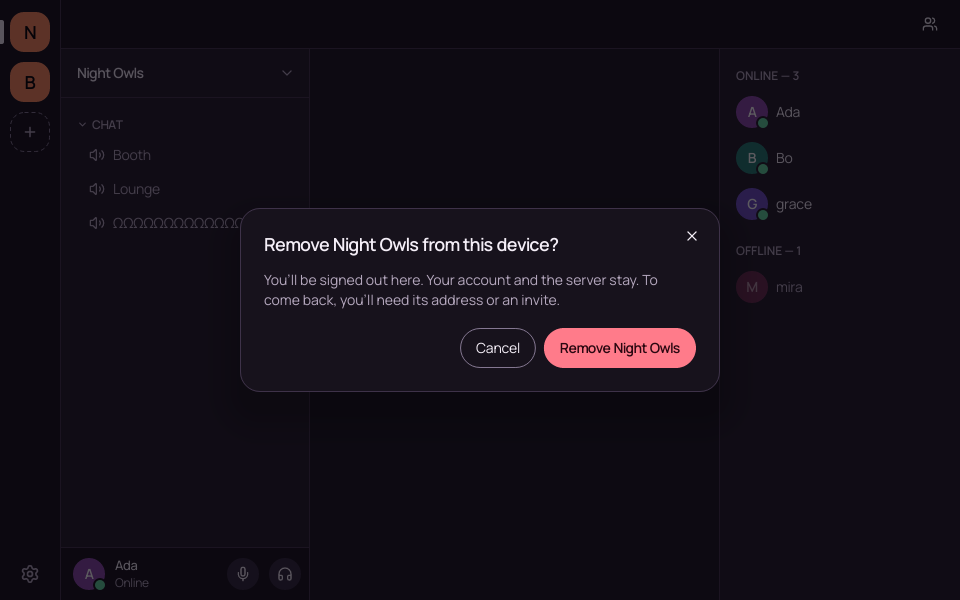 N
B
Night Owls
CHAT
Booth
Lounge
Remove Night Owls from this device?
You'll be signed out here. Your account and the server stay. To
come back, you'll need its address or an invite.
Cancel
Remove Night Owls
ONLINE — 3
A
Ada
B
Bo
G
grace
OFFLINE — 1
M
mira
A
Ada
Online